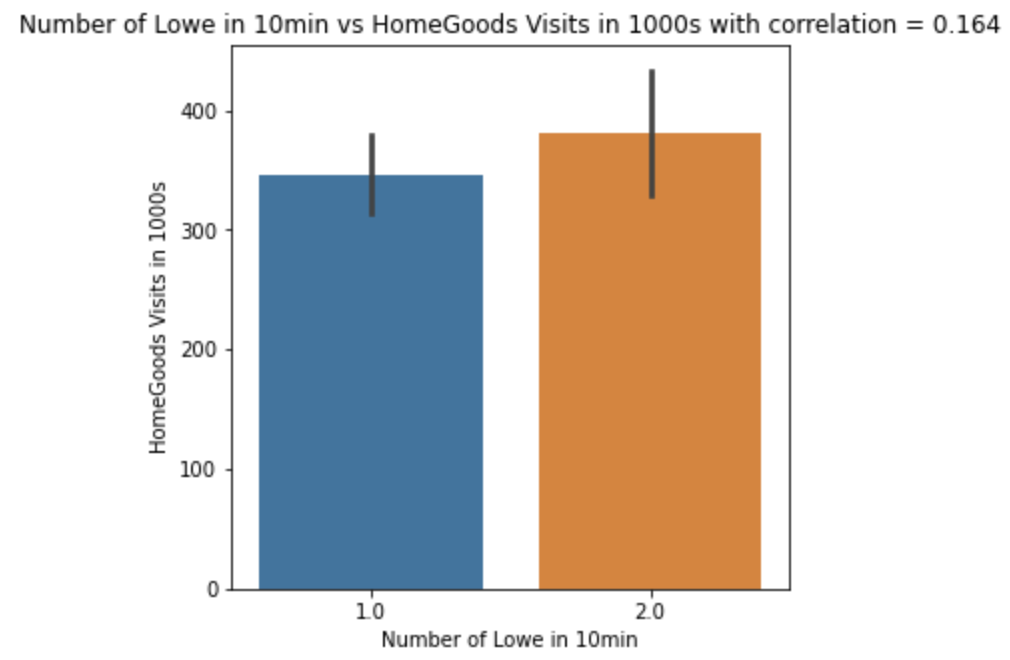 Number of Lowe in 10min vs HomeGoods Visits in 1000s with correlation = 0.164
HomeGoods Visits in 1000s
400
300
200
100
0
1.0
2.0
Number of Lowe in 10min